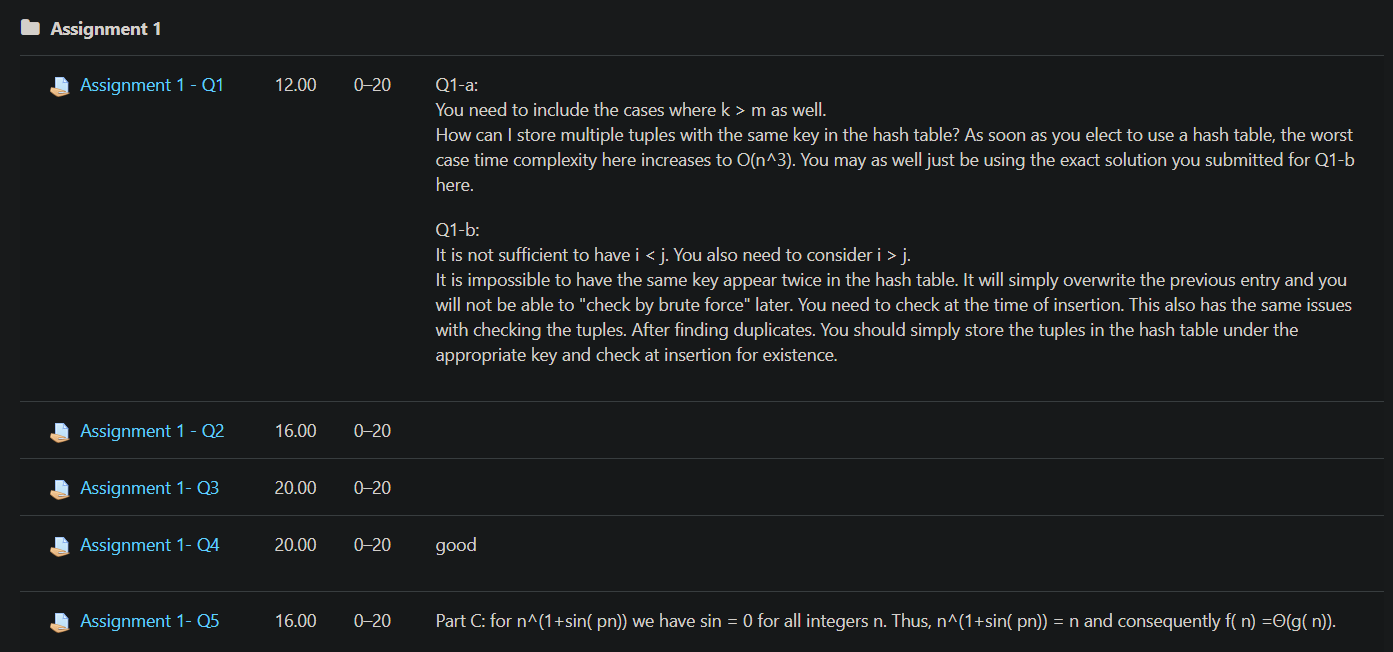 Assignment 1
Assignment 1 - Q1 12.00 0–20 Q1-a:
You need to include the cases where k > m as well.
How can I store multiple tuples with the same key in the hash table? As soon as you elect to use a hash table, the worst
case time complexity here increases to O(n^3). You may as well just be using the exact solution you submitted for Q1-b
here.
Q1-b:
It is not sufficient to have i < j. You also need to consider i > j.
It is impossible to have the same key appear twice in the hash table. It will simply overwrite the previous entry and you
will not be able to "check by brute force" later. You need to check at the time of insertion. This also has the same issues
with checking the tuples. After finding duplicates. You should simply store the tuples in the hash table under the
appropriate key and check at insertion for existence.
Assignment 1 - Q2 16.00 0–20
Assignment 1- Q3 20.00 0–20
Assignment 1- Q4 20.00 0–20 good
Assignment 1- Q5 16.00 0–20 Part C: for n^(1+sin( pn)) we have sin = 0 for all integers n. Thus, n^(1+sin( pn)) = n and consequently f( n) =Θ(g( n)).